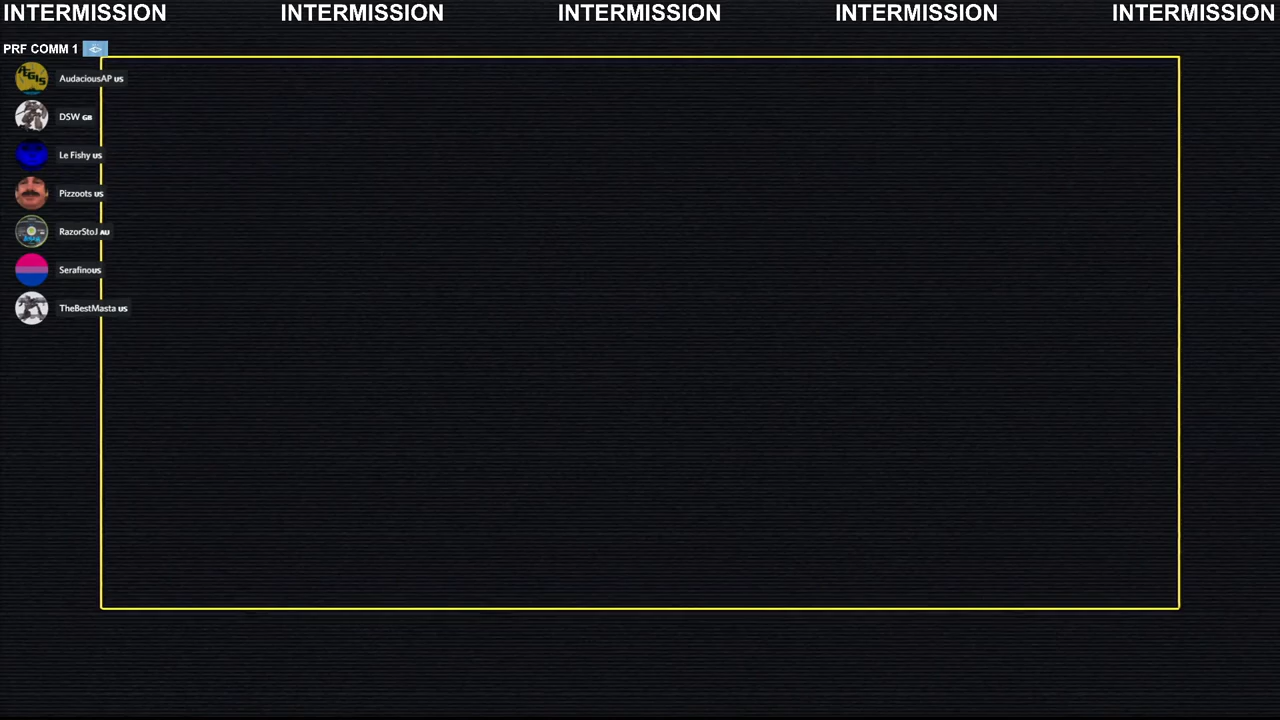 INTERMISSION INTERMISSION INTERMISSION INTERMISSION INTERMISSION
PRF COMM 1
AudaciousAP US
DSW GB
Le Fishy US
Pizzoots US
RazorStoJ AU
Serafino US
TheBestMasta US